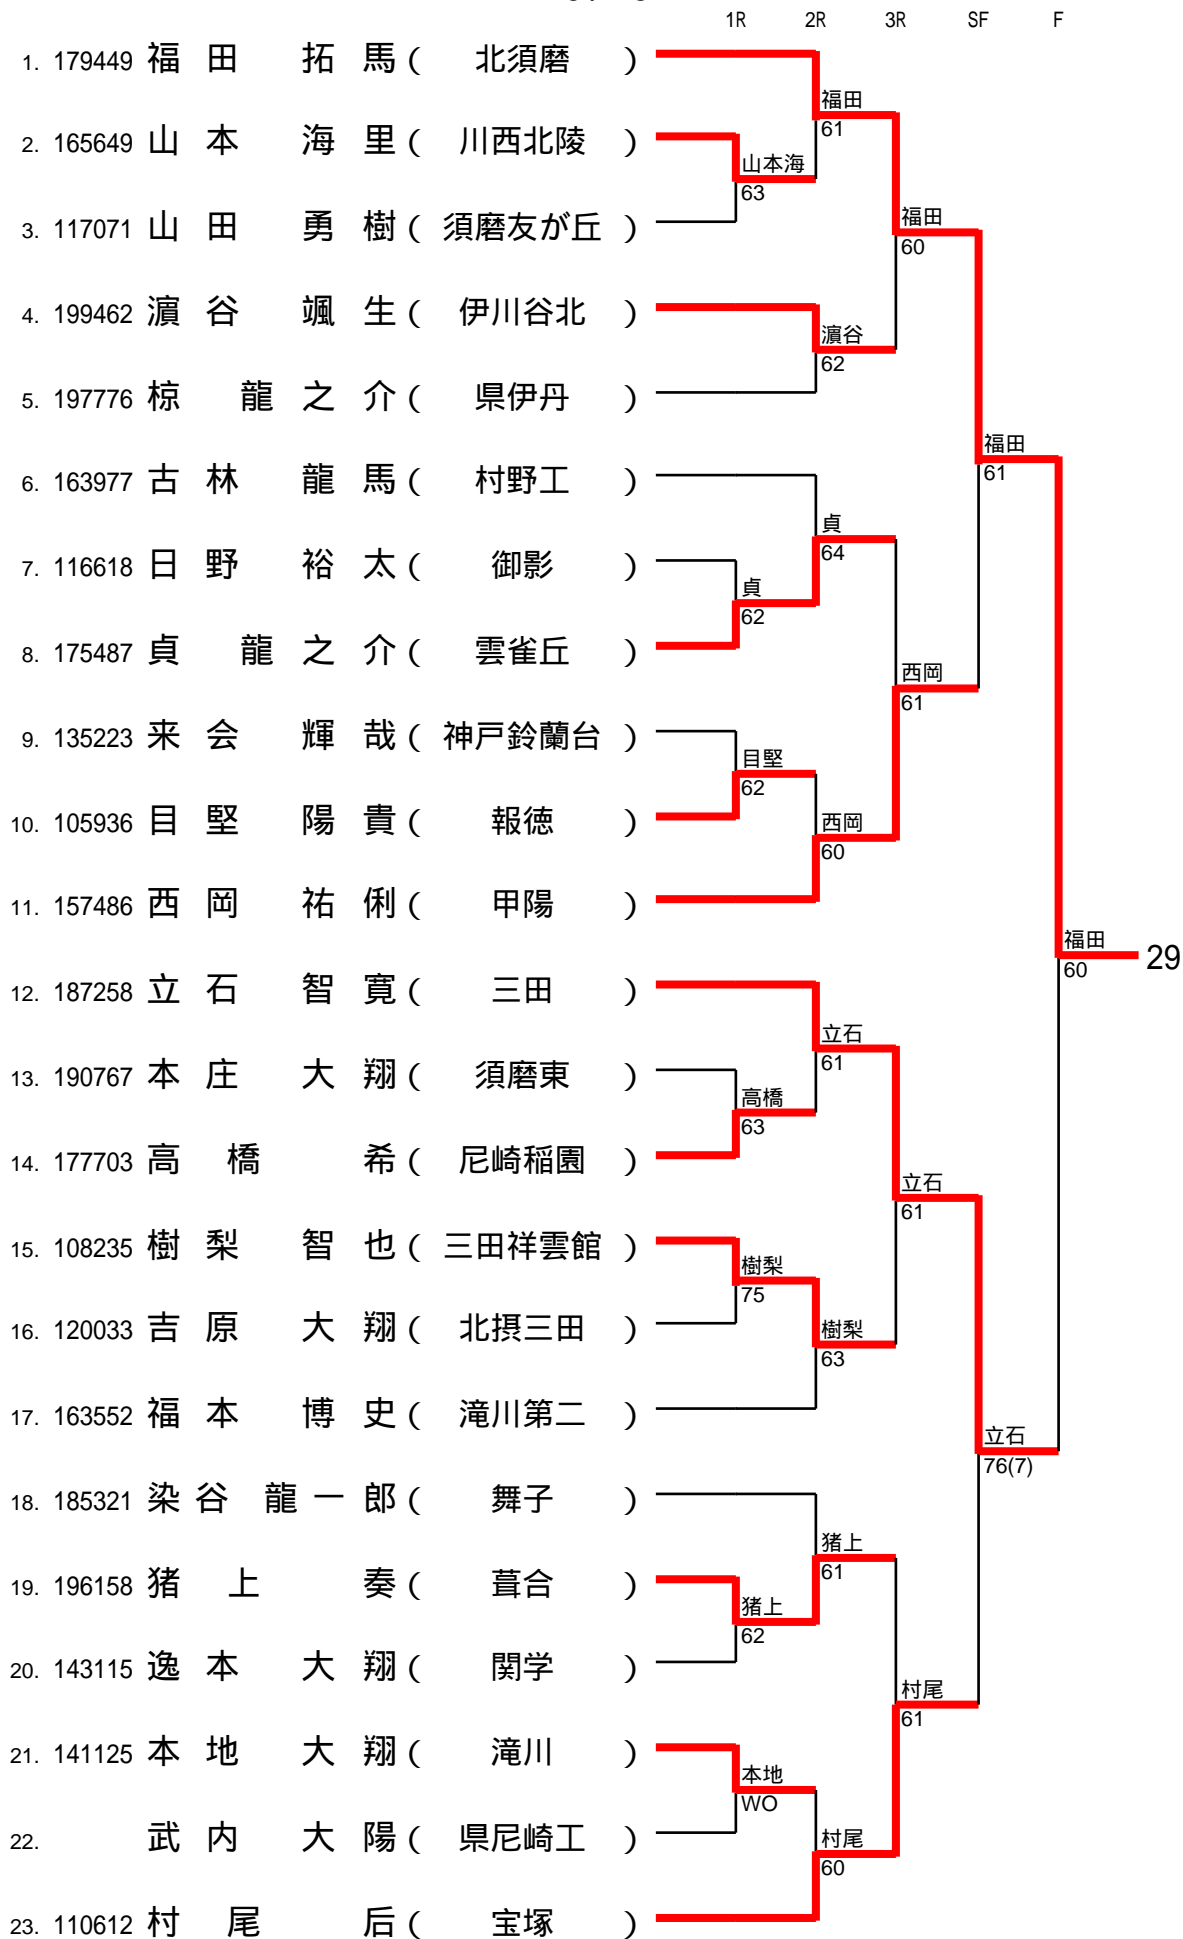 1R 2R 3R SF F
1. 179449 福田 拓馬 ( 北須磨 )
福田
61
2. 165649 山本 海里 ( 川西北陵 )
山本海
63
3. 117071 山田 勇樹 ( 須磨友が丘 )
福田
60
4. 199462 濵谷 颯生 ( 伊川谷北 )
濵谷
62
5. 197776 椋 龍之介 ( 県伊丹 )
福田
61
6. 163977 古林 龍馬 ( 村野工 )
貞
64
7. 116618 日野 裕太 ( 御影 )
貞
62
8. 175487 貞 龍之介 ( 雲雀丘 )
西岡
61
9. 135223 来会 輝哉 ( 神戸鈴蘭台 )
目堅
62
10. 105936 目堅 陽貴 ( 報徳 )
西岡
60
11. 157486 西岡 祐俐 ( 甲陽 )
福田
60
29
12. 187258 立石 智寛 ( 三田 )
立石
61
13. 190767 本庄 大翔 ( 須磨東 )
高橋
63
14. 177703 高橋 希 ( 尼崎稲園 )
立石
61
15. 108235 樹梨 智也 ( 三田祥雲館 )
樹梨
75
16. 120033 吉原 大翔 ( 北摂三田 )
樹梨
63
17. 163552 福本 博史 ( 滝川第二 )
立石
76(7)
18. 185321 染谷 龍一郎 ( 舞子 )
猪上
61
19. 196158 猪上 奏 ( 葺合 )
猪上
62
20. 143115 逸本 大翔 ( 関学 )
村尾
61
21. 141125 本地 大翔 ( 滝川 )
本地
WO
22. 武内 大陽 ( 県尼崎工 )
村尾
60
23. 110612 村尾 后 ( 宝塚 )